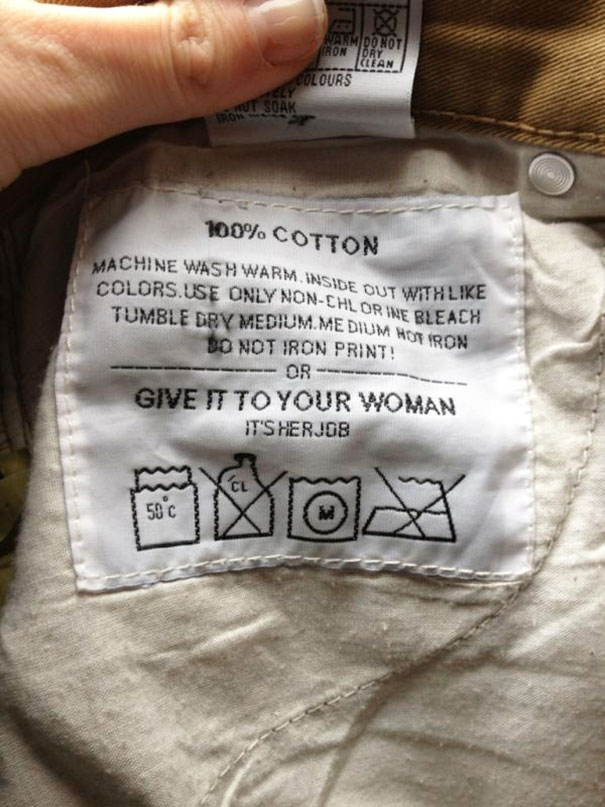 WARM IRON
DO NOT DRY CLEAN
COLOURS
SOAK
IRON
100% COTTON
MACHINE WASH WARM. INSIDE OUT WITH LIKE
COLORS.USE ONLY NON-CHLORINE BLEACH
TUMBLE DRY MEDIUM.MEDIUM HOT IRON
DO NOT IRON PRINT!
OR
GIVE IT TO YOUR WOMAN
IT'S HER JOB
50°C
CL
M